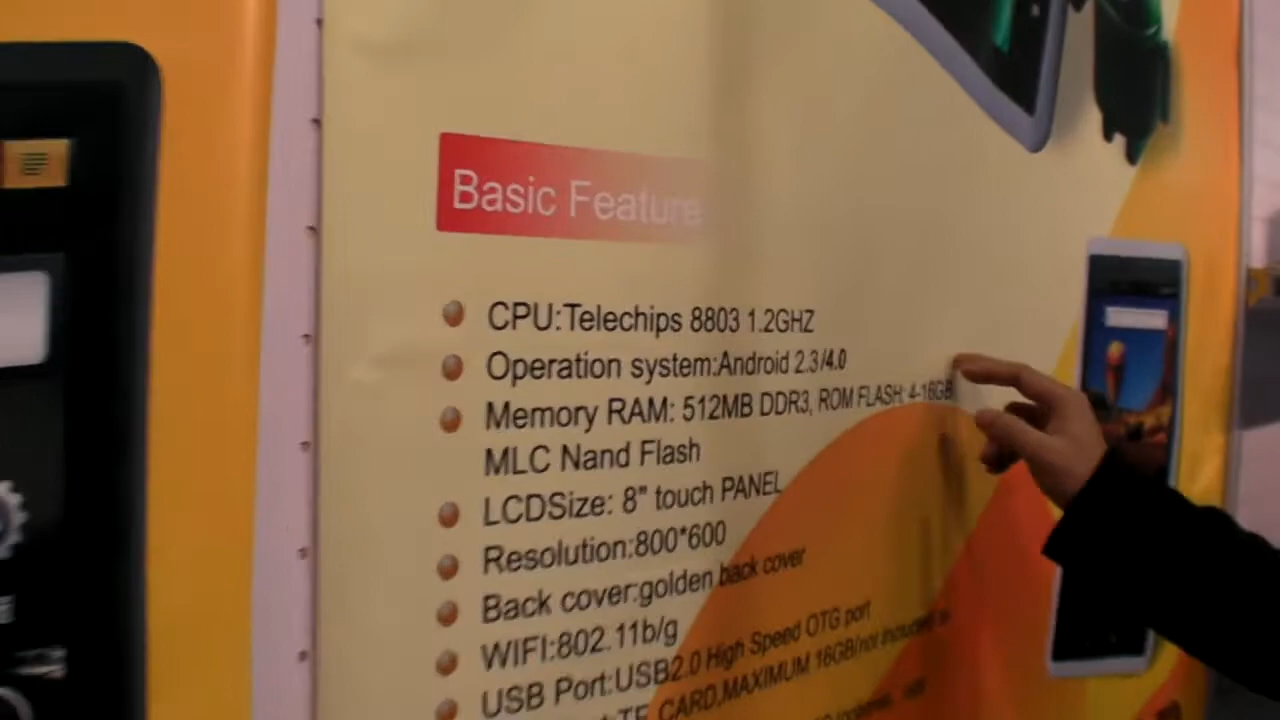 Basic Feature
CPU:Telechips 8803 1.2GHZ
Operation system:Android 2.3/4.0
Memory RAM: 512MB DDR3, ROM FLASH: 4-16GB
MLC Nand Flash
LCDSize: 8" touch PANEL
Resolution:800*600
Back cover:golden back cover
WIFI:802.11b/g
USB Port:USB2.0 High Speed OTG port
TF CARD,MAXIMUM 16GB/not included